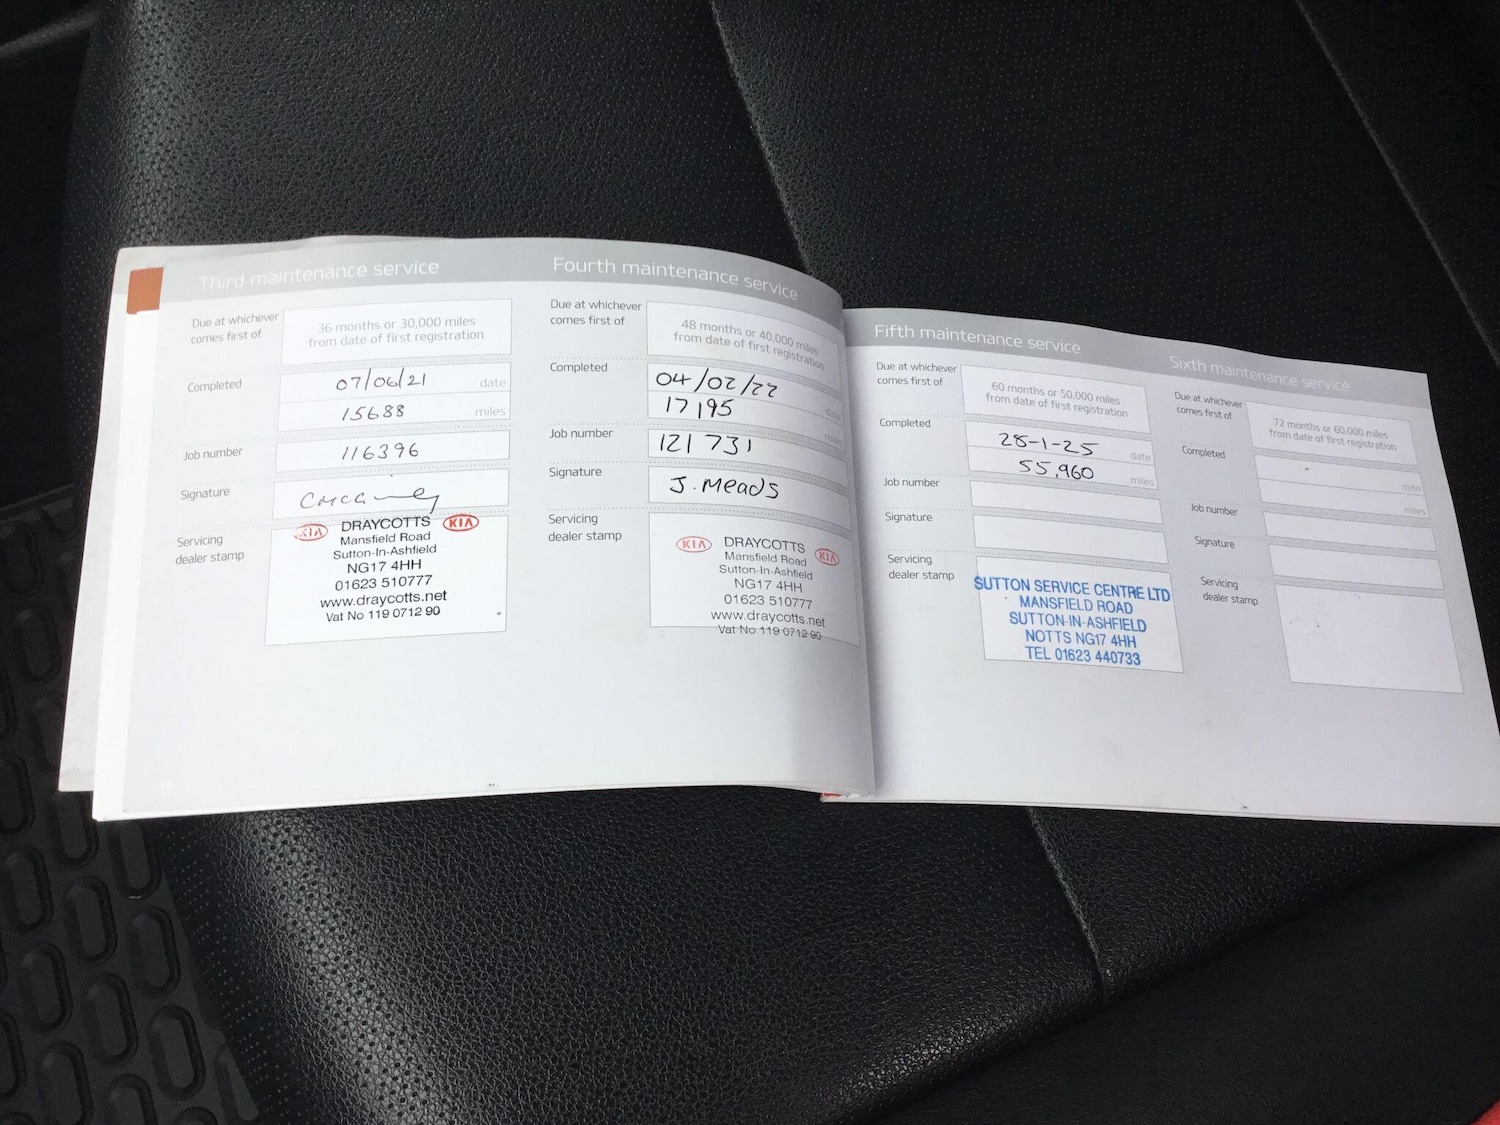 Third maintenance service
Due at whichever
comes first of
36 months or 30,000 miles
from date of first registration
Completed
07/06/21 date
15688 miles
Job number
116396
Signature
Servicing
dealer stamp
KIA DRAYCOTTS KIA
Mansfield Road
Sutton-In-Ashfield
NG17 4HH
01623 510777
www.draycotts.net
Vat No 119 0712 90
Fourth maintenance service
Due at whichever
comes first of
48 months or 40,000 miles
from date of first registration
Completed
04/02/22 date
17195 miles
Job number
121731
Signature
J. Meads
Servicing
dealer stamp
KIA DRAYCOTTS KIA
Mansfield Road
Sutton-In-Ashfield
NG17 4HH
01623 510777
www.draycotts.net
Vat No 119 0712 90
Fifth maintenance service
Due at whichever
comes first of
60 months or 50,000 miles
from date of first registration
Completed
28-1-25 date
55,960 miles
Job number
Signature
Servicing
dealer stamp
SUTTON SERVICE CENTRE LTD
MANSFIELD ROAD
SUTTON-IN-ASHFIELD
NOTTS NG17 4HH
TEL 01623 440733
Sixth maintenance service
Due at whichever
comes first of
72 months or 60,000 miles
from date of first registration
Completed
date
miles
Job number
Signature
Servicing
dealer stamp